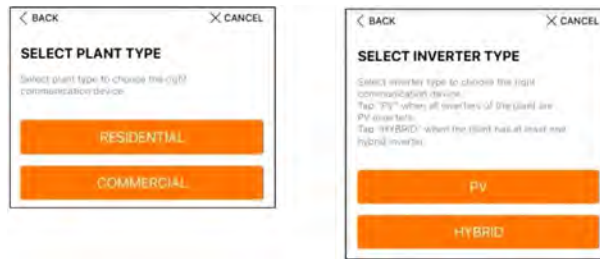 BACK
CANCEL
SELECT PLANT TYPE
Select plant type to choose the right
communication device.
RESIDENTIAL
COMMERCIAL
BACK
CANCEL
SELECT INVERTER TYPE
Select inverter type to choose the right
communication device.
Tap "PV" when all inverters of the plant are
PV inverters.
Tap "HYBRID" when the plant has at least one
hybrid inverter.
PV
HYBRID